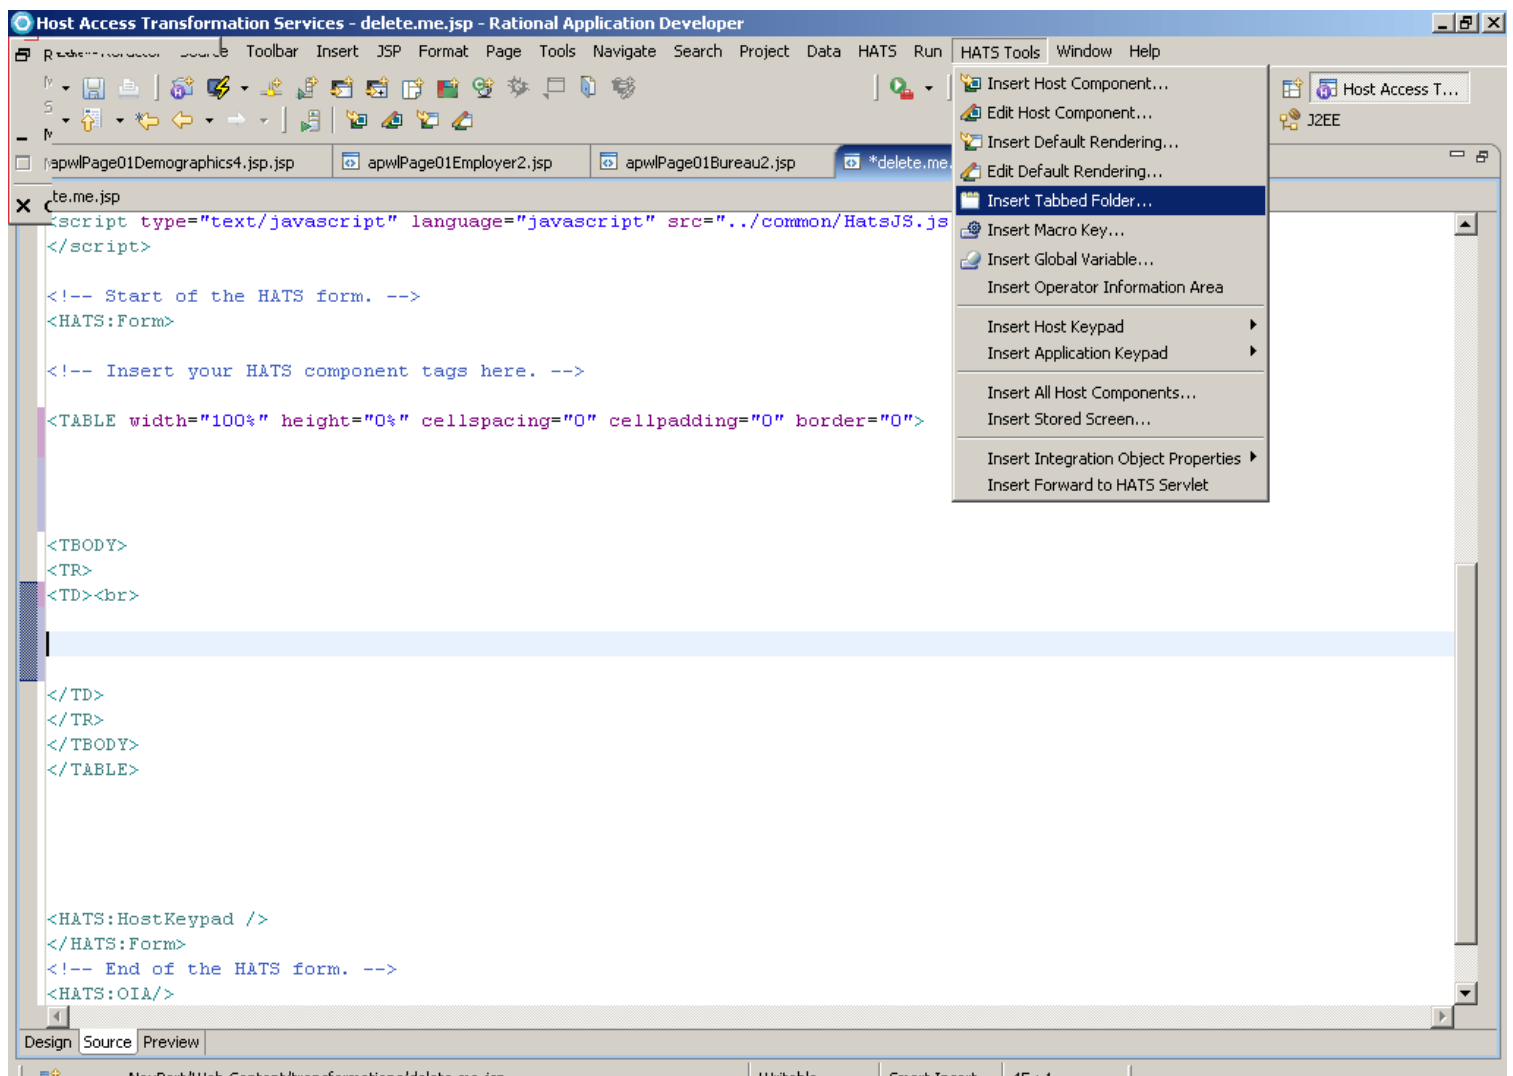 Host Access Transformation Services - delete.me.jsp - Rational Application Developer
Toolbar Insert JSP Format Page Tools Navigate Search Project Data HATS Run HATS Tools Window Help
Host Access T...
J2EE
apwlPage01Demographics4.jsp.jsp apwlPage01Employer2.jsp apwlPage01Bureau2.jsp *delete.me.
te.me.jsp
Insert Host Component...
Edit Host Component...
Insert Default Rendering...
Edit Default Rendering...
Insert Tabbed Folder...
Insert Macro Key...
Insert Global Variable...
Insert Operator Information Area
Insert Host Keypad
Insert Application Keypad
Insert All Host Components...
Insert Stored Screen...
Insert Integration Object Properties
Insert Forward to HATS Servlet
<script type="text/javascript" language="javascript" src="../common/HatsJS.js
</script>
<!-- Start of the HATS form. -->
<HATS:Form>
<!-- Insert your HATS component tags here. -->
<TABLE width="100%" height="0%" cellspacing="0" cellpadding="0" border="0">
<TBODY>
<TR>
<TD><br>
</TD>
</TR>
</TBODY>
</TABLE>
<HATS:HostKeypad />
</HATS:Form>
<!-- End of the HATS form. -->
<HATS:OIA/>
Design Source Preview